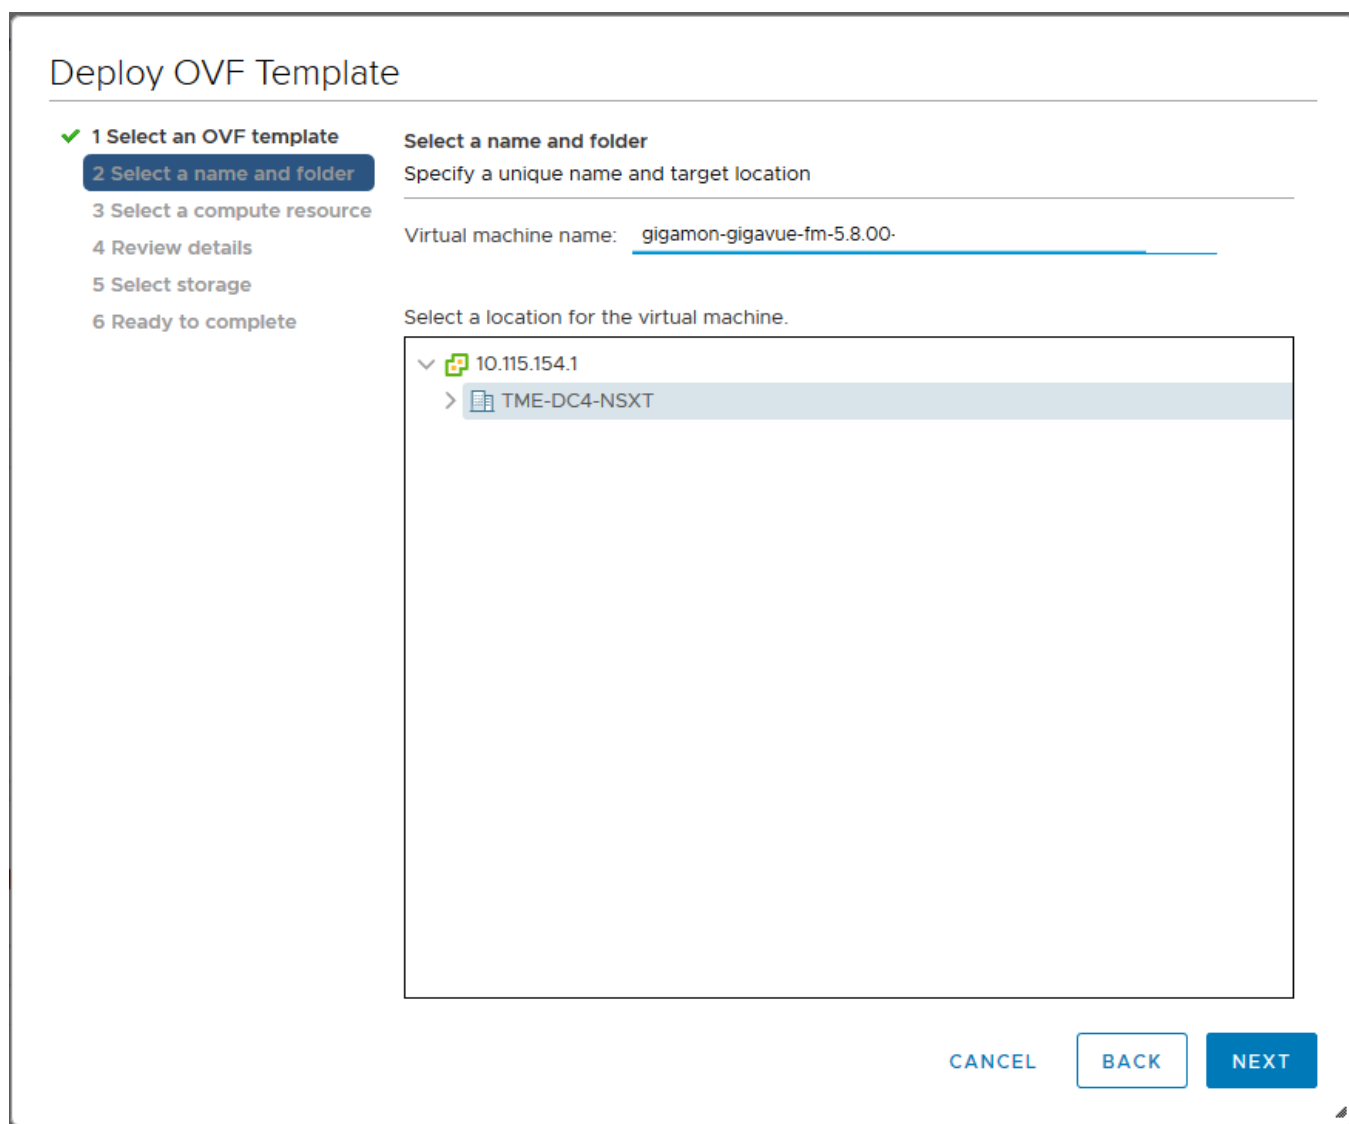 Deploy OVF Template
1 Select an OVF template
2 Select a name and folder
3 Select a compute resource
4 Review details
5 Select storage
6 Ready to complete
Select a name and folder
Specify a unique name and target location
Virtual machine name: gigamon-gigavue-fm-5.8.00-
Select a location for the virtual machine.
10.115.154.1
TME-DC4-NSXT
CANCEL BACK NEXT